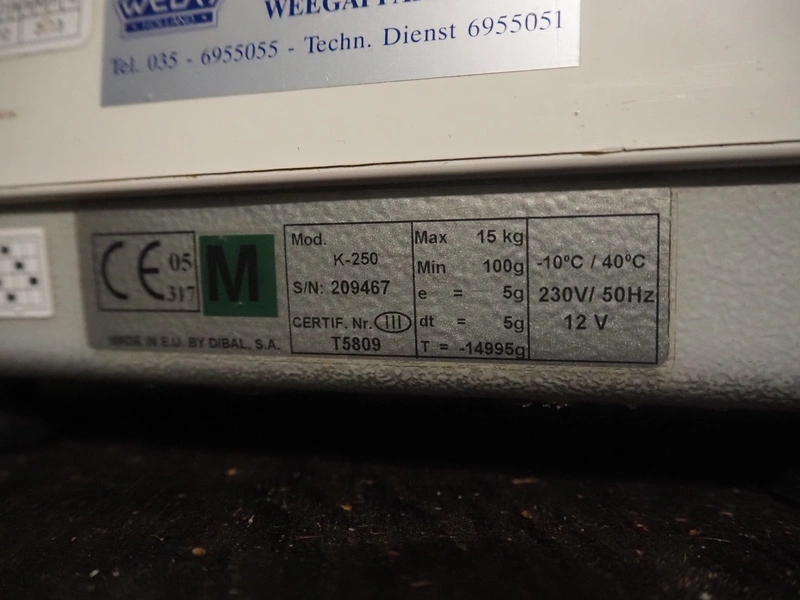 HOLLAND
Tel. 035 - 6955055 - Techn. Dienst 6955051
CE 05
317
M
Mod.
K-250
S/N: 209467
CERTIF. Nr. III
T5809
Max 15 kg
Min 100g
e = 5g
dt = 5g
T = -14995g
-10ºC / 40ºC
230V/ 50Hz
12 V
MADE IN E.U. BY DIBAL, S.A.